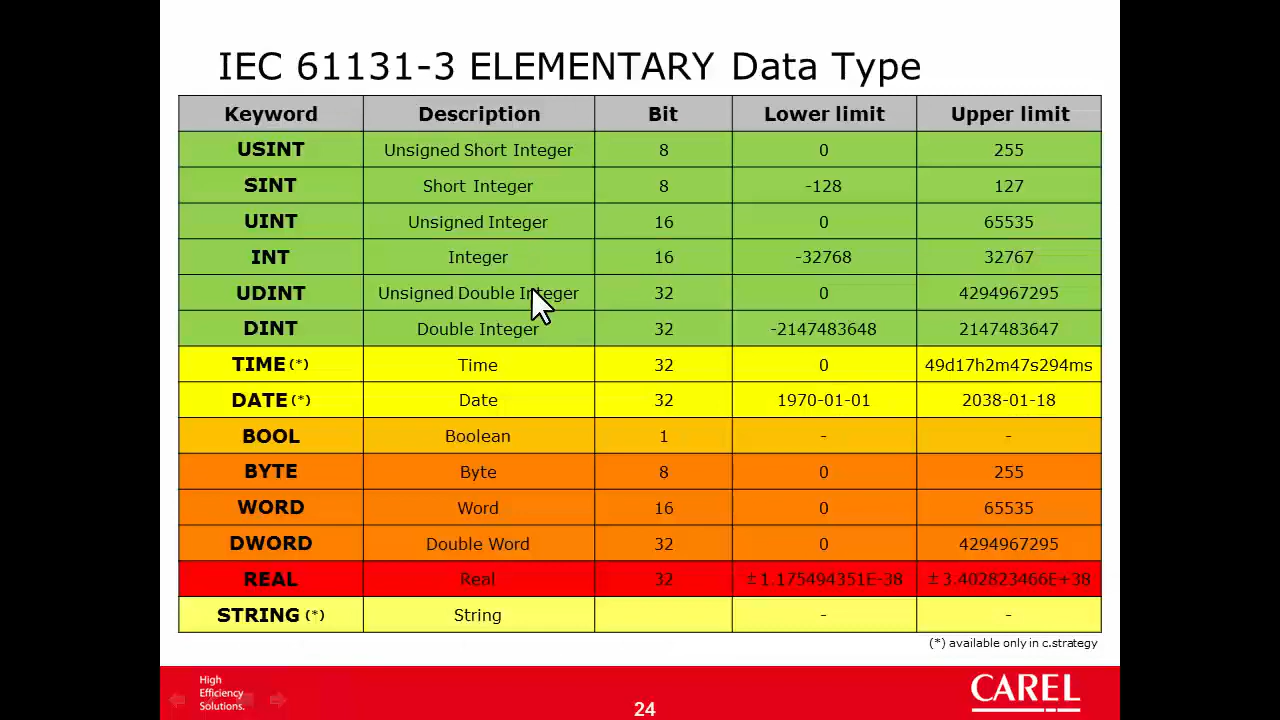 IEC 61131-3 ELEMENTARY Data Type
Keyword Description Bit Lower limit Upper limit
USINT Unsigned Short Integer 8 0 255
SINT Short Integer 8 -128 127
UINT Unsigned Integer 16 0 65535
INT Integer 16 -32768 32767
UDINT Unsigned Double Integer 32 0 4294967295
DINT Double Integer 32 -2147483648 2147483647
TIME (*) Time 32 0 49d17h2m47s294ms
DATE (*) Date 32 1970-01-01 2038-01-18
BOOL Boolean 1 - -
BYTE Byte 8 0 255
WORD Word 16 0 65535
DWORD Double Word 32 0 4294967295
REAL Real 32 ±1.175494351E-38 ±3.402823466E+38
STRING (*) String - -
(*) available only in c.strategy
High
Efficiency
Solutions.
24
CAREL